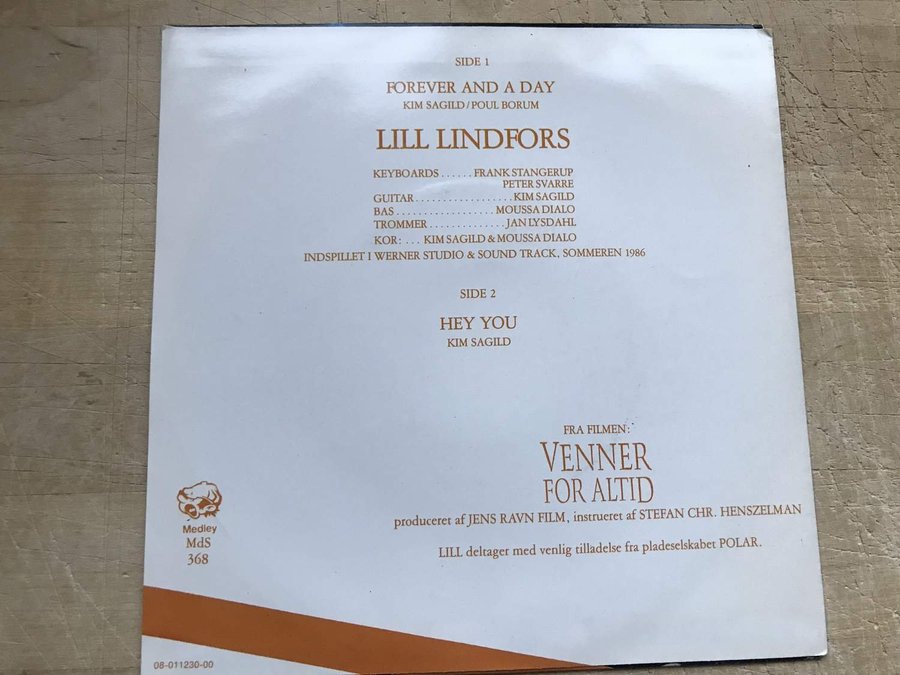 SIDE 1
FOREVER AND A DAY
KIM SAGILD/POUL BORUM
LILL LINDFORS
KEYBOARDS ...... FRANK STANGERUP
PETER SVARRE
GUITAR..................KIM SAGILD
BAS.................. MOUSSA DIALO
TROMMER..............JAN LYSDAHL
KOR: ... KIM SAGILD & MOUSSA DIALO
INDSPILLET I WERNER STUDIO & SOUND TRACK, SOMMEREN 1986
SIDE 2
HEY YOU
KIM SAGILD
FRA FILMEN:
VENNER
FOR ALTID
produceret af JENS RAVN FILM, instrueret af STEFAN CHR. HENSZELMAN
LILL deltager med venlig tilladelse fra pladeselskabet POLAR.
Medley
MdS
368
08-011230-00